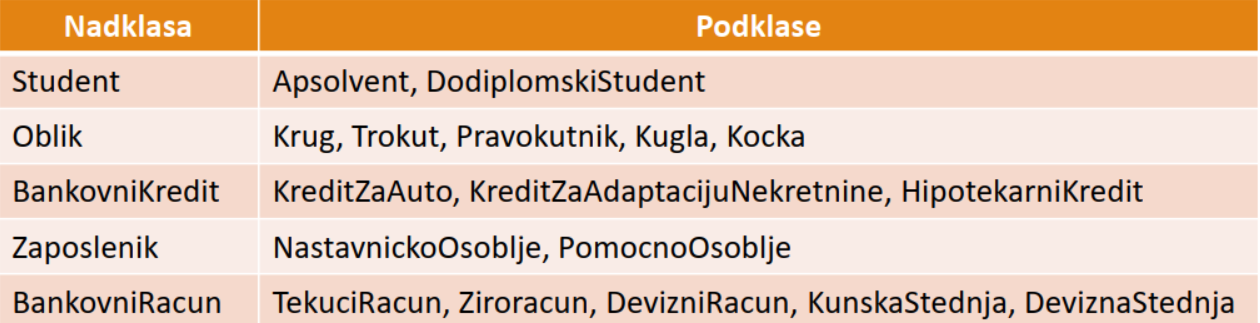 Nadklasa Podklase
Student Apsolvent, DodiplomskiStudent
Oblik Krug, Trokut, Pravokutnik, Kugla, Kocka
BankovniKredit KreditZaAuto, KreditZaAdaptacijuNekretnine, HipotekarniKredit
Zaposlenik NastavnickoOsoblje, PomocnoOsoblje
BankovniRacun TekuciRacun, Ziroracun, DevizniRacun, KunskaStednja, DeviznaStednja